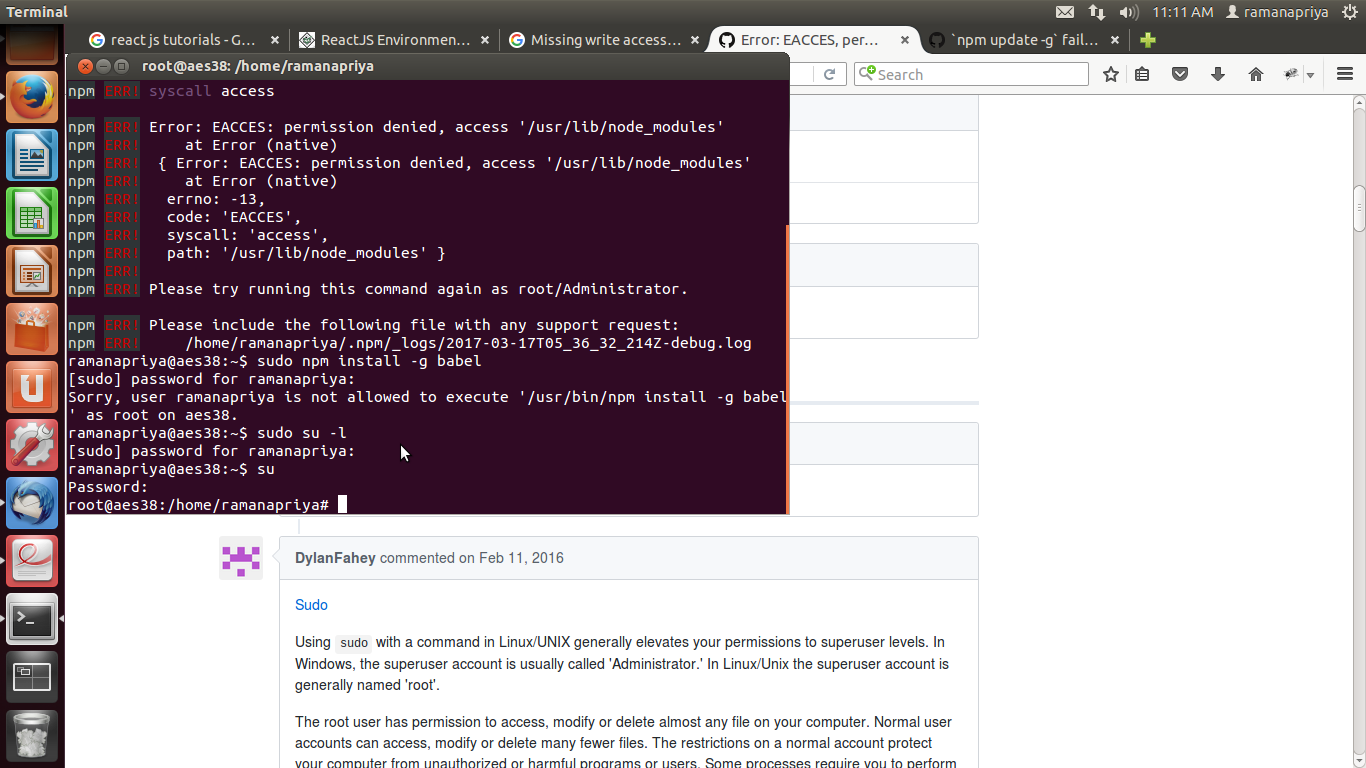 Terminal
11:11 AM
ramanapriya
react js tutorials - G...
ReactJS Environmen...
Missing write access...
Error: EACCES, per...
`npm update -g` fail...
Search
root@aes38: /home/ramanapriya
npm ERR! syscall access
npm ERR! Error: EACCES: permission denied, access '/usr/lib/node_modules'
npm ERR!     at Error (native)
npm ERR!  { Error: EACCES: permission denied, access '/usr/lib/node_modules'
npm ERR!     at Error (native)
npm ERR!   errno: -13,
npm ERR!   code: 'EACCES',
npm ERR!   syscall: 'access',
npm ERR!   path: '/usr/lib/node_modules' }
npm ERR!
npm ERR! Please try running this command again as root/Administrator.
npm ERR! Please include the following file with any support request:
npm ERR!     /home/ramanapriya/.npm/_logs/2017-03-17T05_36_32_214Z-debug.log
ramanapriya@aes38:~$ sudo npm install -g babel
[sudo] password for ramanapriya:
Sorry, user ramanapriya is not allowed to execute '/usr/bin/npm install -g babel
' as root on aes38.
ramanapriya@aes38:~$ sudo su -l
[sudo] password for ramanapriya:
ramanapriya@aes38:~$ su
Password:
root@aes38:/home/ramanapriya#
DylanFahey commented on Feb 11, 2016
Sudo
Using sudo with a command in Linux/UNIX generally elevates your permissions to superuser levels. In
Windows, the superuser account is usually called 'Administrator.' In Linux/Unix the superuser account is
generally named 'root'.
The root user has permission to access, modify or delete almost any file on your computer. Normal user
accounts can access, modify or delete many fewer files. The restrictions on a normal account protect
your computer from unauthorized or harmful programs or users. Some processes require you to perform